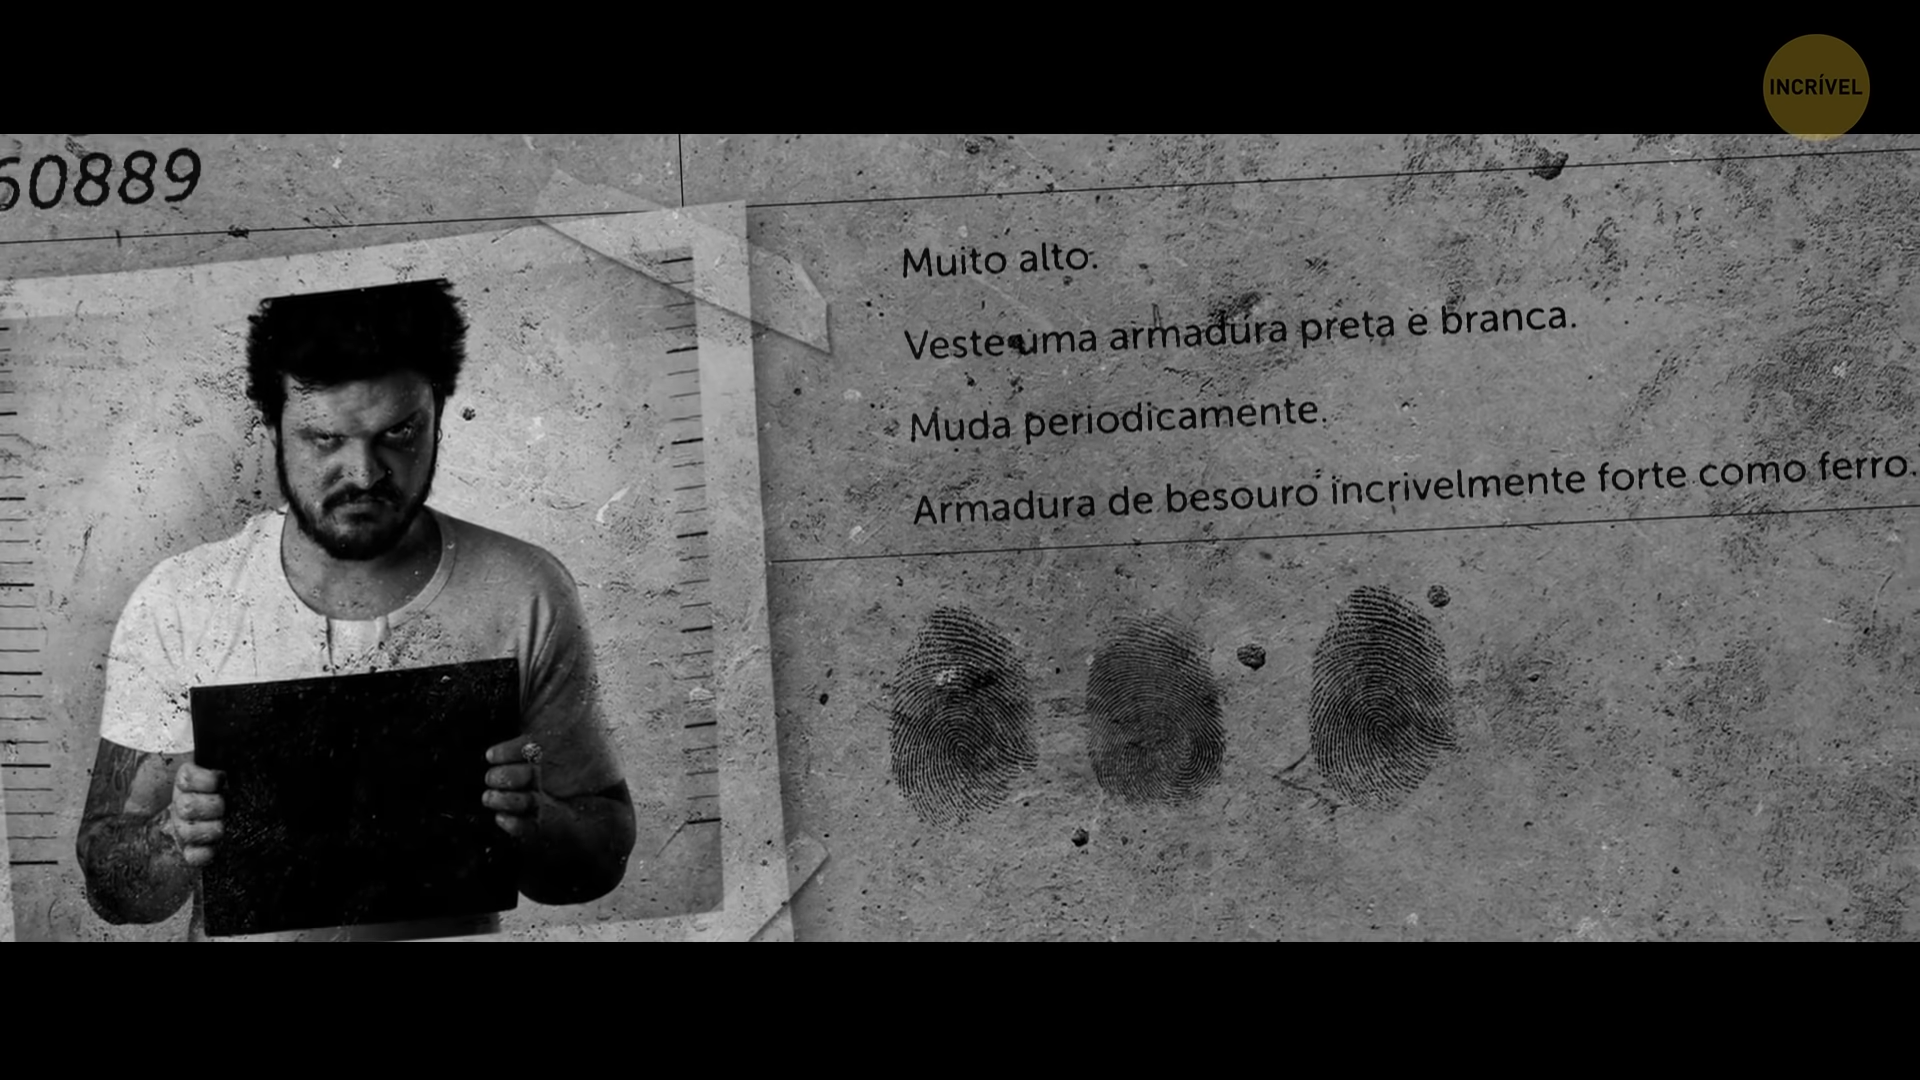 INCRÍVEL
60889
Muito alto.
Veste uma armadura preta e branca.
Muda periodicamente.
Armadura de besouro incrivelmente forte como ferro.